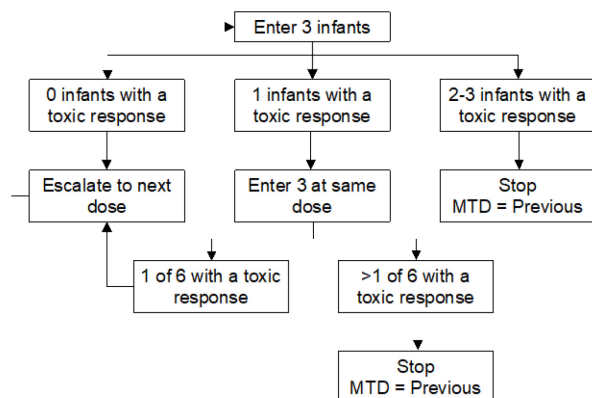 Enter 3 infants
0 infants with a
toxic response
1 infants with a
toxic response
2-3 infants with a
toxic response
Escalate to next
dose
Enter 3 at same
dose
Stop
MTD = Previous
1 of 6 with a toxic
response
>1 of 6 with a
toxic response
Stop
MTD = Previous